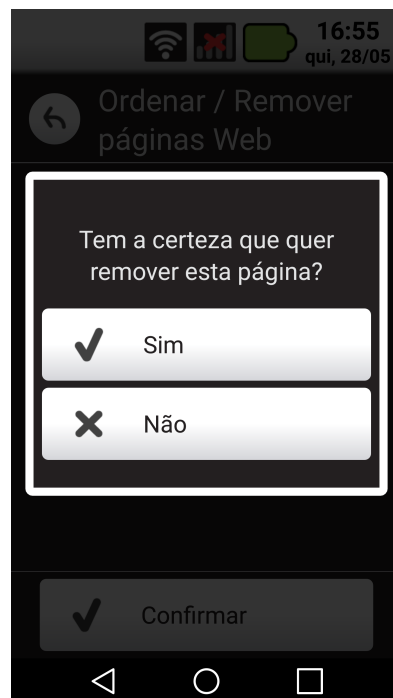 16:55
qui, 28/05
Ordenar / Remover
páginas Web
Tem a certeza que quer
remover esta página?
Sim
Não
Confirmar